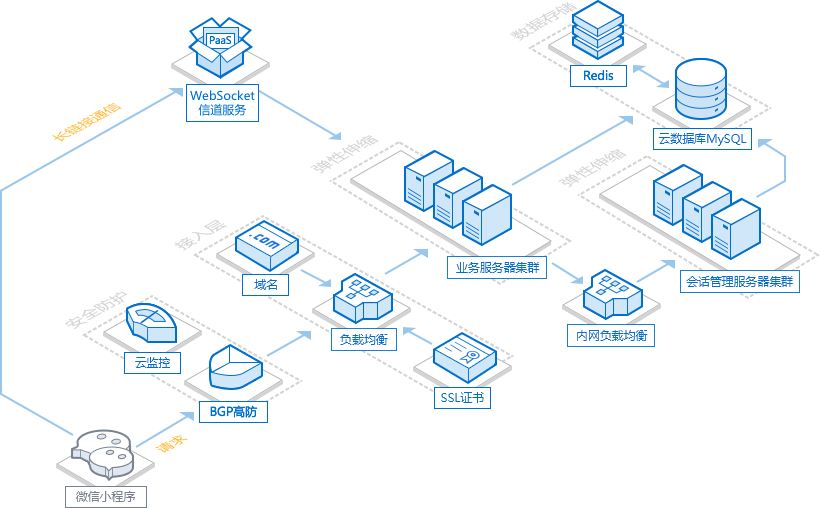 数据存储
PaaS
Redis
WebSocket
信道服务
长链接通信
云数据库MySQL
弹性伸缩
弹性伸缩
接入层
.com
业务服务器集群
会话管理服务器集群
域名
安全防护
负载均衡
内网负载均衡
云监控
SSL证书
BGP高防
请求
微信小程序